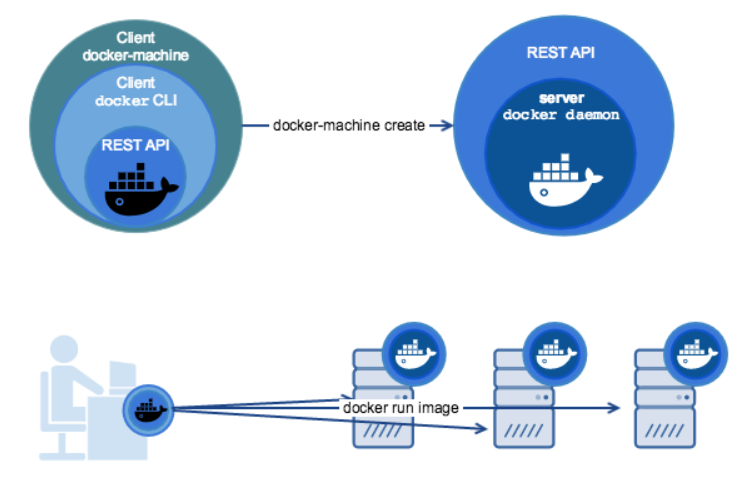 Client
docker-machine
Client
docker CLI
REST API
docker-machine create
REST API
server
docker daemon
docker run image